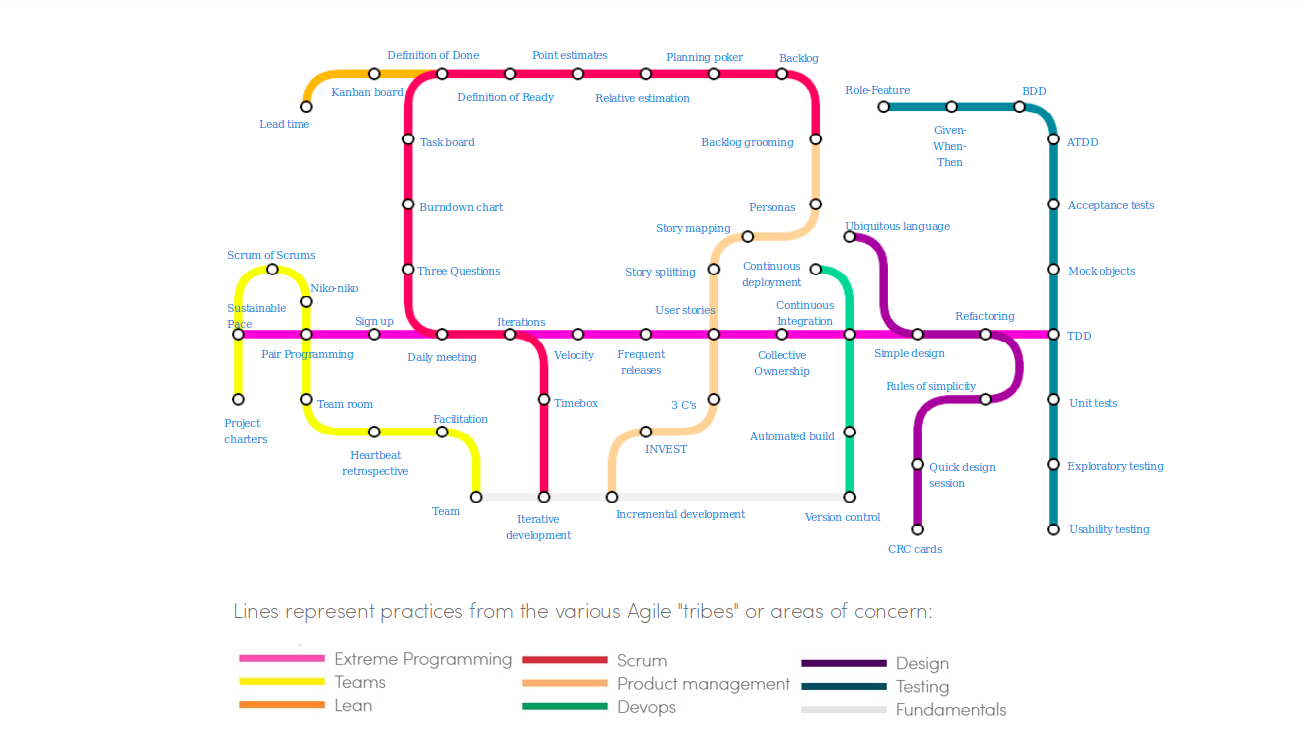 Definition of Done
Point estimates
Planning poker
Backlog
Kanban board
Definition of Ready
Relative estimation
Role-Feature
BDD
Lead time
Given-
When-
Then
Task board
Backlog grooming
ATDD
Burndown chart
Personas
Acceptance tests
Story mapping
Ubiquitous language
Scrum of Scrums
Three Questions
Story splitting
Continuous
deployment
Mock objects
Niko-niko
Sustainable
Pace
User stories
Continuous
Integration
Refactoring
Sign up
Iterations
TDD
Pair Programming
Daily meeting
Velocity
Frequent
releases
Collective
Ownership
Simple design
Rules of simplicity
Team room
Timebox
3 C's
Unit tests
Project
charters
Facilitation
Automated build
Heartbeat
retrospective
INVEST
Quick design
session
Exploratory testing
Team
Iterative
development
Incremental development
Version control
Usability testing
CRC cards
Lines represent practices from the various Agile "tribes" or areas of concern:
Extreme Programming
Scrum
Design
Teams
Product management
Testing
Lean
Devops
Fundamentals